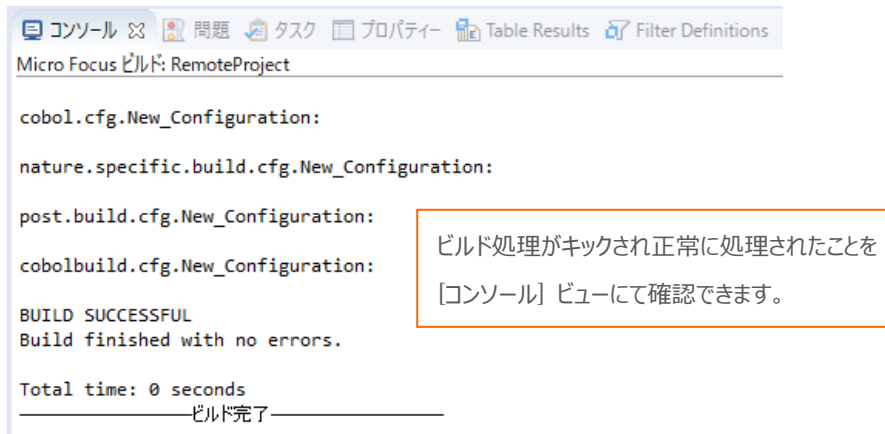 コンソール 問題 タスク プロパティー Table Results Filter Definitions
Micro Focus ビルド: RemoteProject
cobol.cfg.New_Configuration:
nature.specific.build.cfg.New_Configuration:
post.build.cfg.New_Configuration:
cobolbuild.cfg.New_Configuration:
ビルド処理がキックされ正常に処理されたことを
[コンソール] ビューにて確認できます。
BUILD SUCCESSFUL
Build finished with no errors.
Total time: 0 seconds
ビルド完了